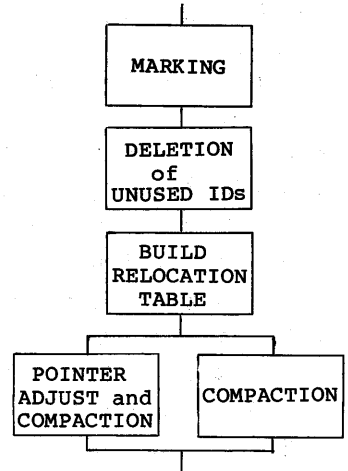 MARKING
DELETION
of
UNUSED IDs
BUILD
RELOCATION
TABLE
POINTER
ADJUST and
COMPACTION
COMPACTION